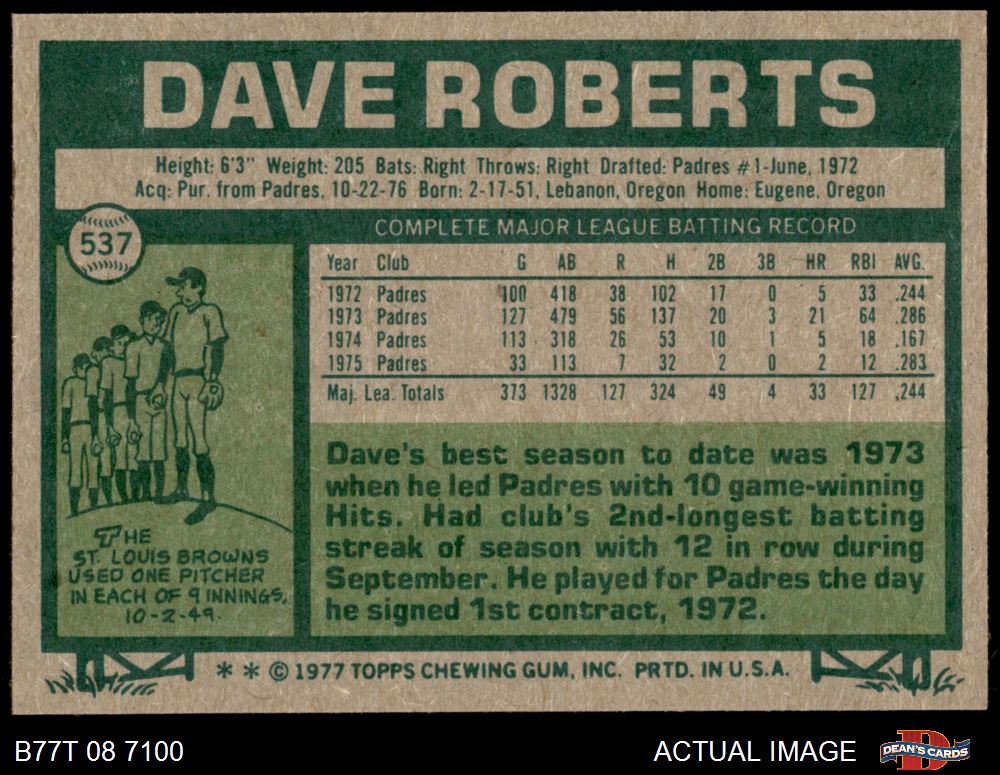 DAVE ROBERTS
Height: 6'3" Weight: 205 Bats: Right Throws: Right Drafted: Padres #1-June, 1972
Acq: Pur. from Padres, 10-22-76 Born: 2-17-51, Lebanon, Oregon Home: Eugene, Oregon
537
COMPLETE MAJOR LEAGUE BATTING RECORD
Year Club G AB R H 2B 3B HR RBI AVG.
1972 Padres 100 418 38 102 17 0 5 33 .244
1973 Padres 127 479 56 137 20 3 21 64 .286
1974 Padres 113 318 26 53 10 1 5 18 .167
1975 Padres 33 113 7 32 2 0 2 12 .283
Maj. Lea. Totals 373 1328 127 324 49 4 33 127 .244
THE
ST. LOUIS BROWNS
USED ONE PITCHER
IN EACH OF 9 INNINGS,
10-2-49.
Dave's best season to date was 1973
when he led Padres with 10 game-winning
Hits. Had club's 2nd-longest batting
streak of season with 12 in row during
September. He played for Padres the day
he signed 1st contract, 1972.
* * © 1977 TOPPS CHEWING GUM, INC. PRTD. IN U.S.A.
B77T 08 7100
ACTUAL IMAGE
D
DEAN'S CARDS